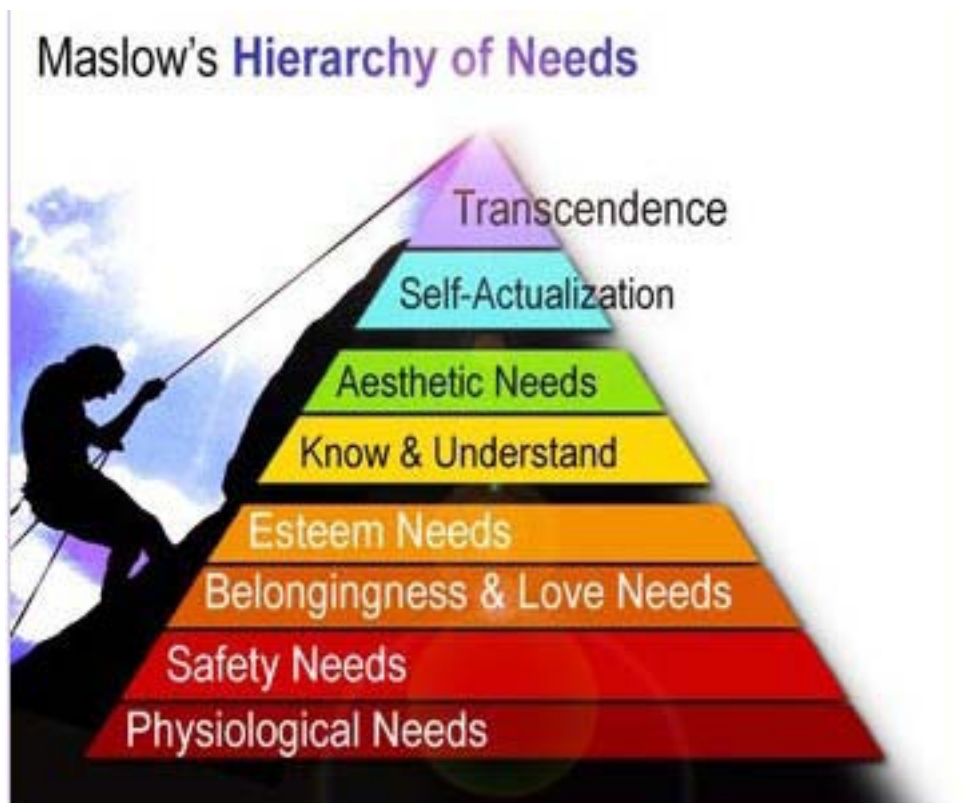 Maslow's Hierarchy of Needs
Transcendence
Self-Actualization
Aesthetic Needs
Know & Understand
Esteem Needs
Belongingness & Love Needs
Safety Needs
Physiological Needs